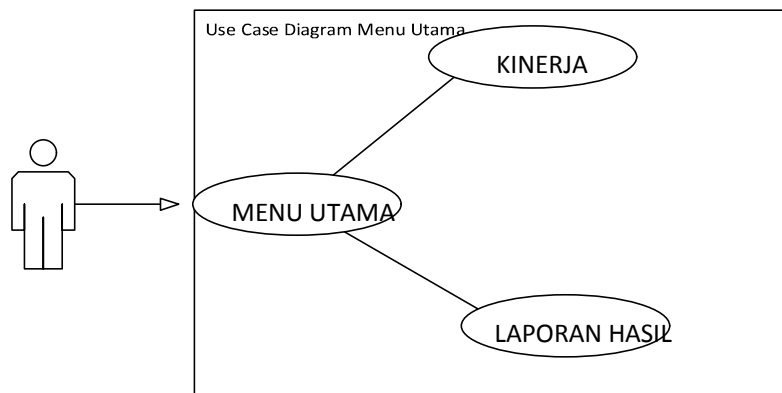 Use Case Diagram Menu Utama
KINERJA
MENU UTAMA
LAPORAN HASIL